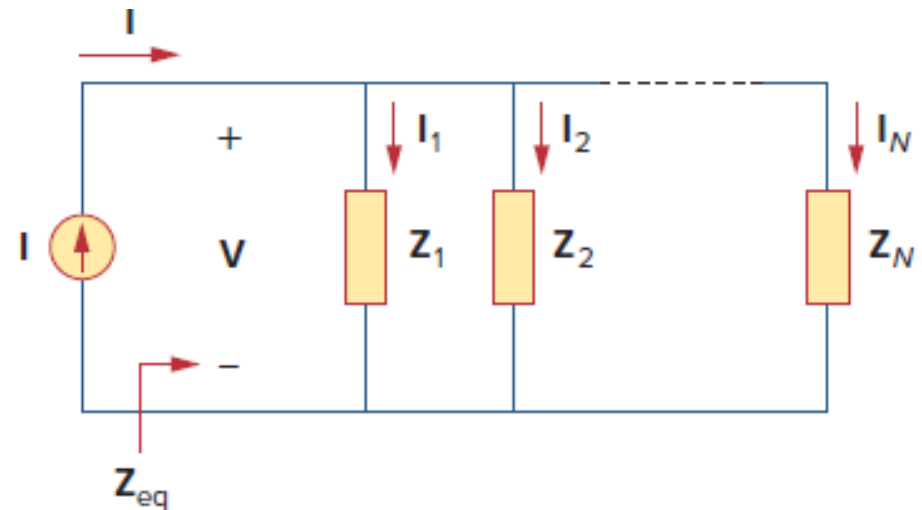 I
+
I₁
I₂
I_N
I
V
Z₁
Z₂
Z_N
−
Z_eq